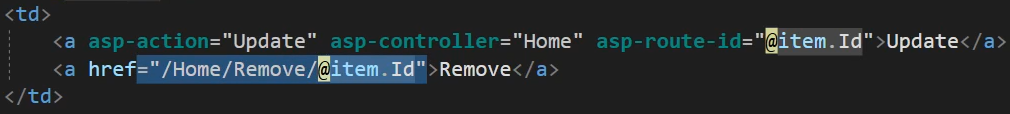 <td>
    <a asp-action="Update" asp-controller="Home" asp-route-id="@item.Id">Update</a>
    <a href="/Home/Remove/@item.Id">Remove</a>
</td>